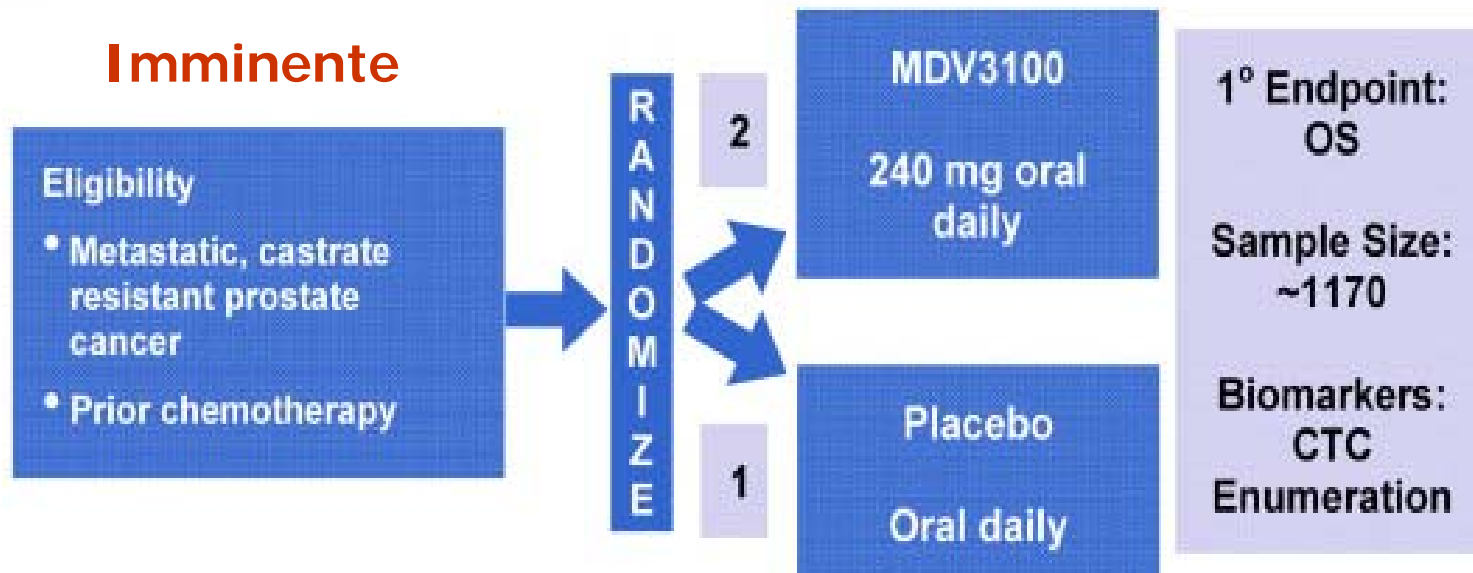 Imminente
Eligibility
• Metastatic, castrate
resistant prostate
cancer
• Prior chemotherapy
RANDOMIZE
2
1
MDV3100
240 mg oral
daily
Placebo
Oral daily
1° Endpoint:
OS
Sample Size:
~1170
Biomarkers:
CTC
Enumeration